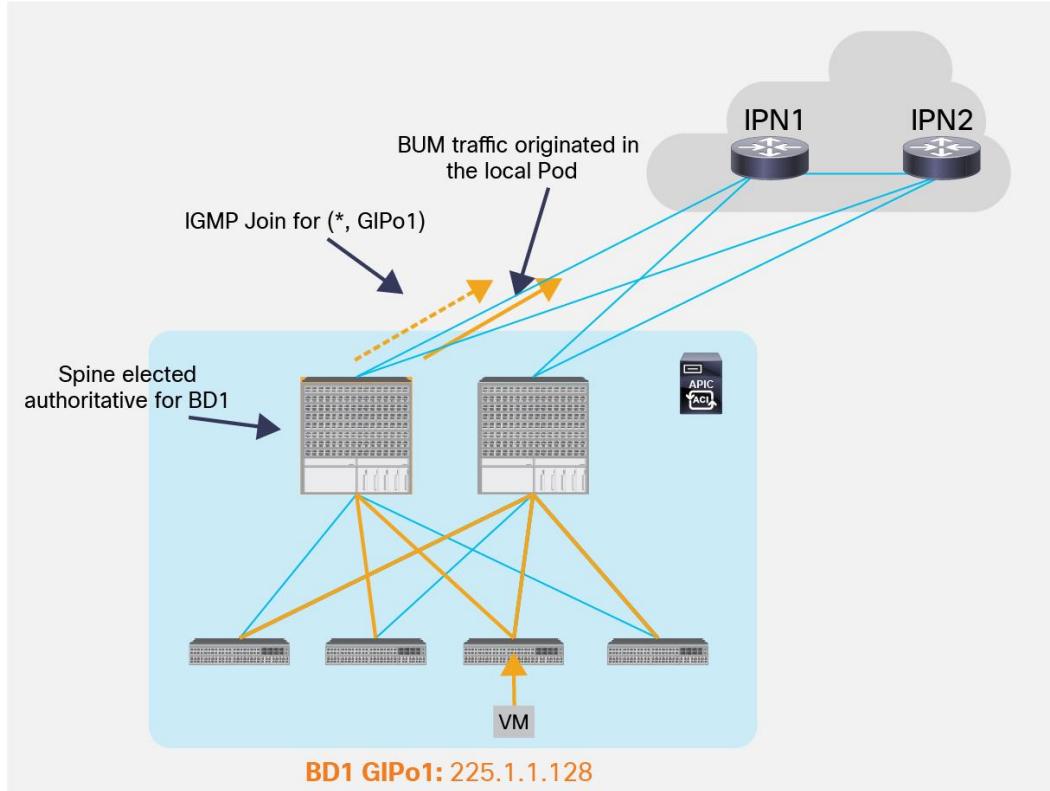 IPN1
IPN2
BUM traffic originated in
the local Pod
IGMP Join for (*, GIPo1)
Spine elected
authoritative for BD1
APIC
ACI
VM
BD1 GIPo1: 225.1.1.128